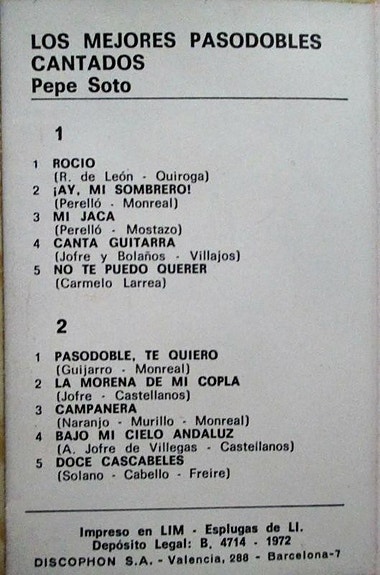 LOS MEJORES PASODOBLES
CANTADOS
Pepe Soto
1
1 ROCIO
(R. de León - Quiroga)
2 ¡AY, MI SOMBRERO!
(Perelló - Monreal)
3 MI JACA
(Perelló - Mostazo)
4 CANTA GUITARRA
(Jofre y Bolaños - Villajos)
5 NO TE PUEDO QUERER
(Carmelo Larrea)
2
1 PASODOBLE, TE QUIERO
(Guijarro - Monreal)
2 LA MORENA DE MI COPLA
(Jofre - Castellanos)
3 CAMPANERA
(Naranjo - Murillo - Monreal)
4 BAJO MI CIELO ANDALUZ
(A. Jofre de Villegas - Castellanos)
5 DOCE CASCABELES
(Solano - Cabello - Freire)
Impreso en LIM - Esplugas de Ll.
Depósito Legal: B. 4714 - 1972
DISCOPHON S.A. - Valencia, 288 - Barcelona-7